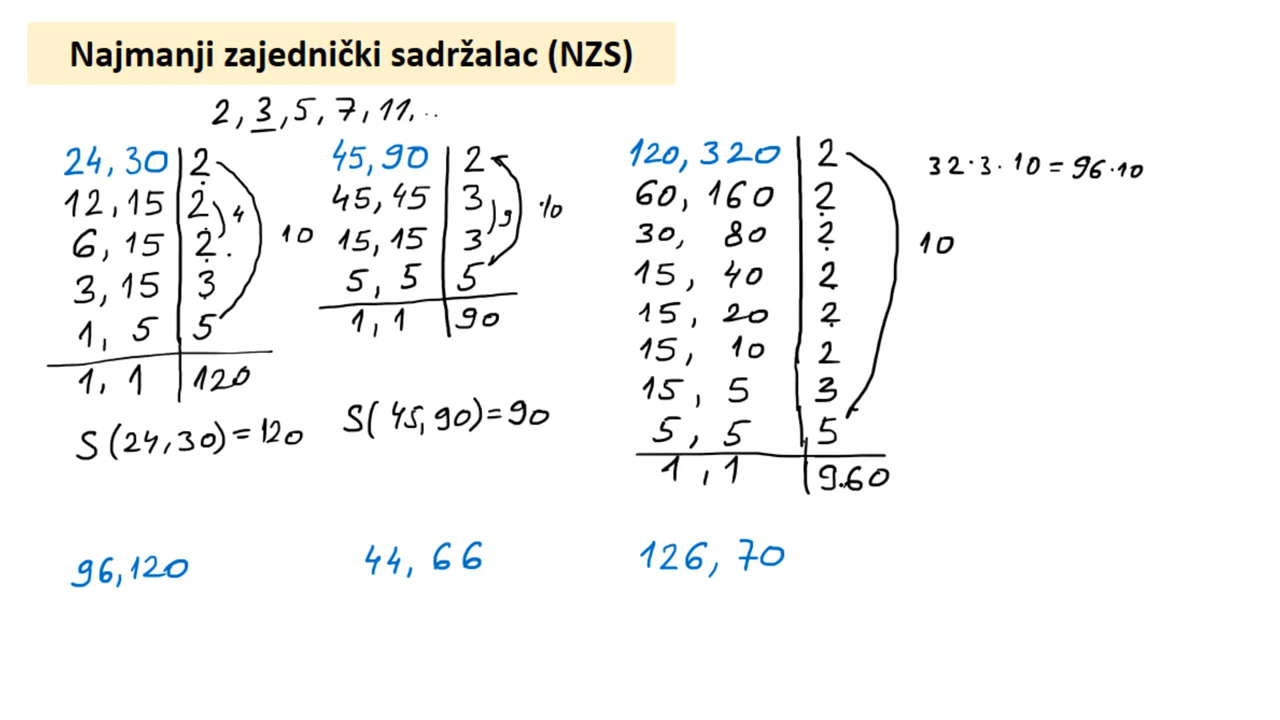 Najmanji zajednički sadržalac (NZS)
2, 3, 5, 7, 11...
24, 30 | 2
12, 15 | 2
6, 15 | 2.
3, 15 | 3
1, 5 | 5
1, 1 | 120
4
10
S(24, 30) = 120
45, 90 | 2
45, 45 | 3
15, 15 | 3
5, 5 | 5
1, 1 | 90
9
10
S(45, 90) = 90
120, 320 | 2
60, 160 | 2
30, 80 | 2
15, 40 | 2
15, 20 | 2
15, 10 | 2
15, 5 | 3
5, 5 | 5
1, 1 | 9.60
10
32 · 3 · 10 = 96 · 10
96, 120
44, 66
126, 70